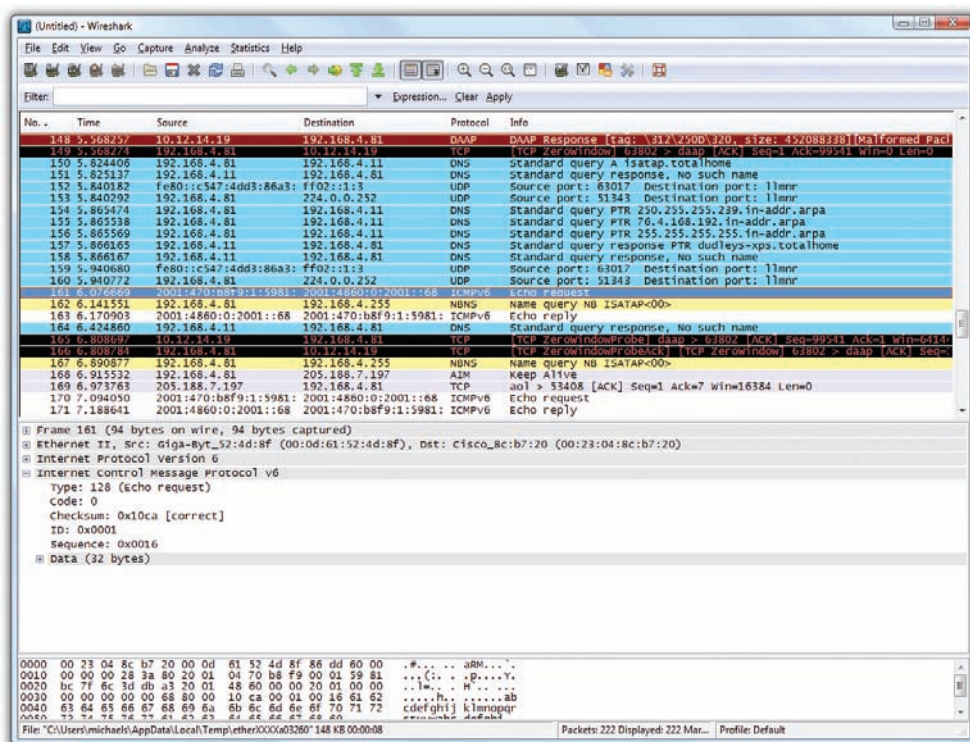 (Untitled) - Wireshark
File Edit View Go Capture Analyze Statistics Help
Filter: Expression... Clear Apply
No. . Time Source Destination Protocol Info
148 5.568257 10.12.14.19 192.168.4.81 DAAP DAAP Response [tag: \312\250D\320, size: 452088338][Malformed Pack
149 5.568274 192.168.4.81 10.12.14.19 TCP [TCP ZeroWindow] 63802 > daap [ACK] Seq=1 Ack=99541 Win=0 Len=0
150 5.824406 192.168.4.81 192.168.4.11 DNS Standard query A isatap.totalhome
151 5.825137 192.168.4.11 192.168.4.81 DNS Standard query response, No such name
152 5.840182 fe80::c547:4dd3:86a3: ff02::1:3 UDP Source port: 63017 Destination port: llmnr
153 5.840292 192.168.4.81 224.0.0.252 UDP Source port: 51343 Destination port: llmnr
154 5.865474 192.168.4.81 192.168.4.11 DNS Standard query PTR 250.255.255.239.in-addr.arpa
155 5.865538 192.168.4.81 192.168.4.11 DNS Standard query PTR 76.4.168.192.in-addr.arpa
156 5.865569 192.168.4.81 192.168.4.11 DNS Standard query PTR 255.255.255.255.in-addr.arpa
157 5.866165 192.168.4.11 192.168.4.81 DNS Standard query response PTR dudleys-xps.totalhome
158 5.866167 192.168.4.11 192.168.4.81 DNS Standard query response, No such name
159 5.940680 fe80::c547:4dd3:86a3: ff02::1:3 UDP Source port: 63017 Destination port: llmnr
160 5.940772 192.168.4.81 224.0.0.252 UDP Source port: 51343 Destination port: llmnr
161 6.076669 2001:470:b8f9:1:5981: 2001:4860:0:2001::68 ICMPv6 Echo request
162 6.141551 192.168.4.81 192.168.4.255 NBNS Name query NB ISATAP<00>
163 6.170903 2001:4860:0:2001::68 2001:470:b8f9:1:5981: ICMPv6 Echo reply
164 6.424860 192.168.4.11 192.168.4.81 DNS Standard query response, No such name
165 6.808697 10.12.14.19 192.168.4.81 TCP [TCP ZeroWindowProbe] daap > 63802 [ACK] Seq=99541 Ack=1 Win=6414
166 6.808784 192.168.4.81 10.12.14.19 TCP [TCP ZeroWindowProbeAck] [TCP ZeroWindow] 63802 > daap [ACK]
167 6.890877 192.168.4.81 192.168.4.255 NBNS Name query NB ISATAP<00>
168 6.915532 192.168.4.81 205.188.7.197 AIM Keep Alive
169 6.973763 205.188.7.197 192.168.4.81 TCP aol > 53408 [ACK] Seq=1 Ack=7 Win=16384 Len=0
170 7.094050 2001:470:b8f9:1:5981: 2001:4860:0:2001::68 ICMPv6 Echo request
171 7.188641 2001:4860:0:2001::68 2001:470:b8f9:1:5981: ICMPv6 Echo reply
Frame 161 (94 bytes on wire, 94 bytes captured)
Ethernet II, Src: Giga-Byt_52:4d:8f (00:0d:61:52:4d:8f), Dst: Cisco_8c:b7:20 (00:23:04:8c:b7:20)
Internet Protocol Version 6
Internet Control Message Protocol v6
Type: 128 (Echo request)
Code: 0
Checksum: 0x10ca [correct]
ID: 0x0001
Sequence: 0x0016
Data (32 bytes)
0000 00 23 04 8c b7 20 00 0d 61 52 4d 8f 86 dd 60 00 .#... .. aRM...`.
0010 00 00 00 28 3a 80 20 01 04 70 b8 f9 00 01 59 81 ...(:. . .p....Y.
0020 bc 7f 6c 3d db a3 20 01 48 60 00 00 20 01 00 00 ..l=.. . H`.. ...
0030 00 00 00 00 00 68 80 00 10 ca 00 01 00 16 61 62 .....h.. ......ab
0040 63 64 65 66 67 68 69 6a 6b 6c 6d 6e 6f 70 71 72 cdefghij klmnopqr
0050 73 74 75 76 77 61 62 63 64 65 66 67 68 69 stuvwabc defghi
File: "C:\Users\michaels\AppData\Local\Temp\etherXXXXa03260" 148 KB 00:00:08 Packets: 222 Displayed: 222 Mar... Profile: Default